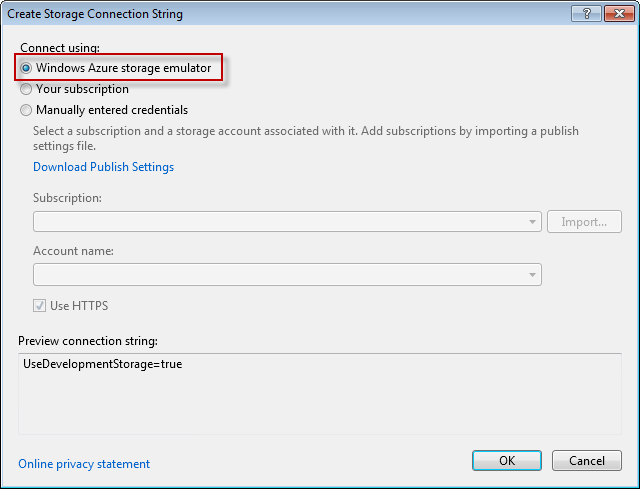 Create Storage Connection String
Connect using:
Windows Azure storage emulator
Your subscription
Manually entered credentials
Select a subscription and a storage account associated with it. Add subscriptions by importing a publish
settings file.
Download Publish Settings
Subscription:
Import...
Account name:
Use HTTPS
Preview connection string:
UseDevelopmentStorage=true
Online privacy statement
OK
Cancel